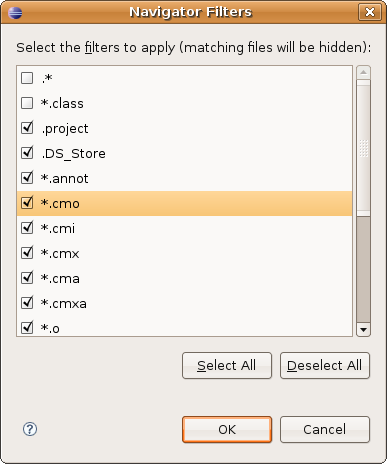 Navigator Filters
Select the filters to apply (matching files will be hidden):
.*
*.class
.project
.DS_Store
*.annot
*.cmo
*.cmi
*.cmx
*.cma
*.cmxa
*.o
Select All Deselect All
? OK Cancel